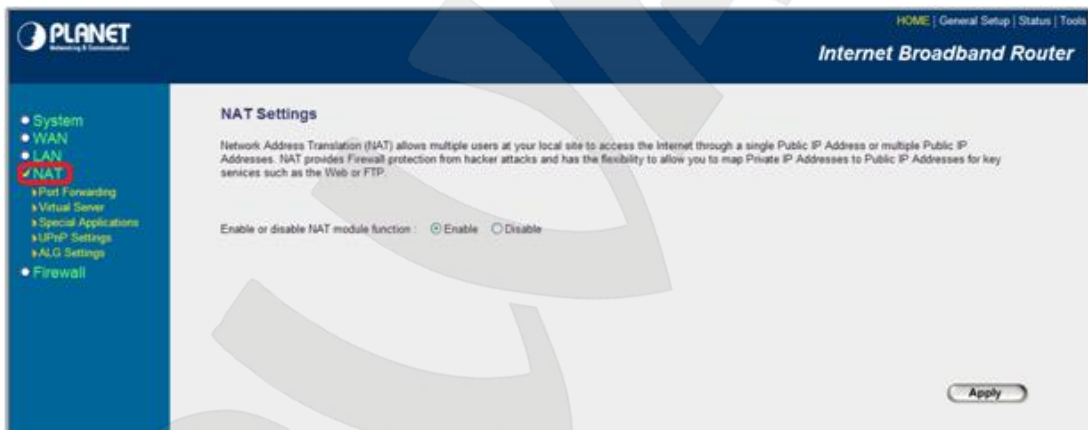 PLANET
Networking & Communication
HOME | General Setup | Status | Tools
Internet Broadband Router
System
WAN
LAN
NAT
Port Forwarding
Virtual Server
Special Applications
UPnP Settings
ALG Settings
Firewall
NAT Settings
Network Address Translation (NAT) allows multiple users at your local site to access the Internet through a single Public IP Address or multiple Public IP
Addresses. NAT provides Firewall protection from hacker attacks and has the flexibility to allow you to map Private IP Addresses to Public IP Addresses for key
services such as the Web or FTP.
Enable or disable NAT module function : Enable Disable
Apply